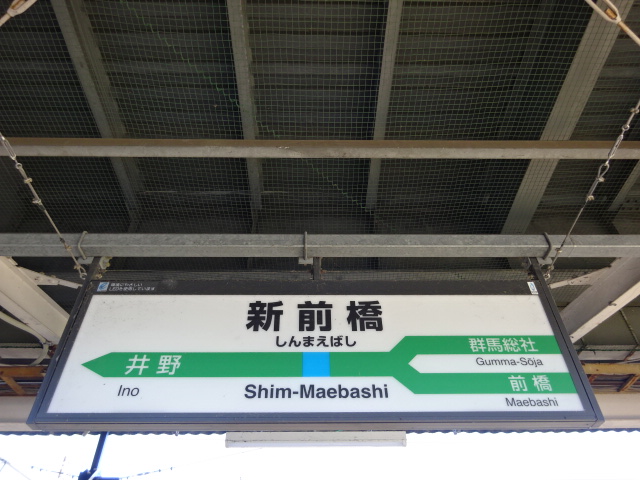 新前橋
しんまえばし
井野
Ino
Shim-Maebashi
群馬総社
Gumma-Sōja
前橋
Maebashi